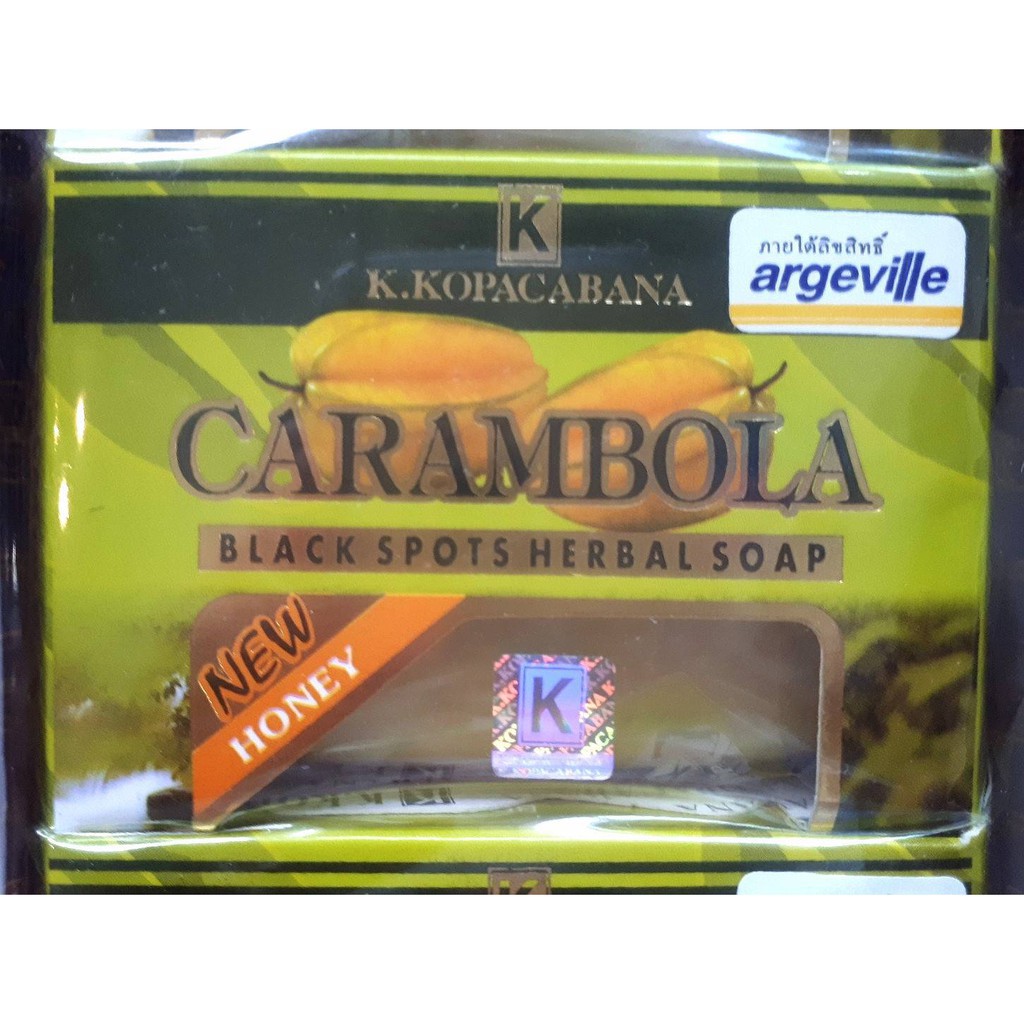 K
K.KOPACABANA
ภายใต้ลิขสิทธิ์
argeville
CARAMBOLA
BLACK SPOTS HERBAL SOAP
NEW
HONEY
K
KOPACABANA
K